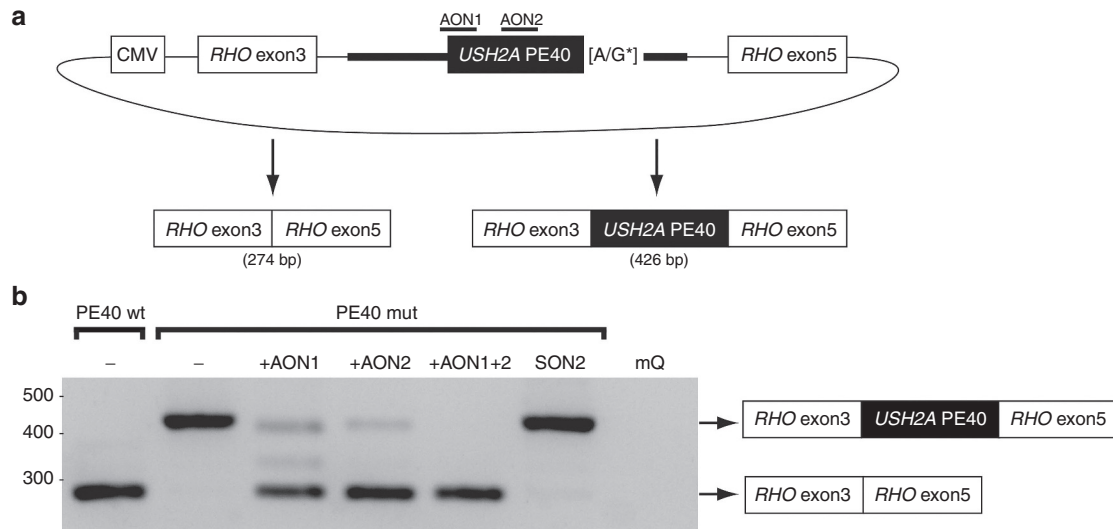 a
AON1 AON2
CMV RHO exon3 USH2A PE40 [A/G*] RHO exon5
RHO exon3 RHO exon5
(274 bp)
RHO exon3 USH2A PE40 RHO exon5
(426 bp)
b
PE40 wt PE40 mut
– – +AON1 +AON2 +AON1+2 SON2 mQ
500 -
400 -
300 -
RHO exon3 USH2A PE40 RHO exon5
RHO exon3 RHO exon5